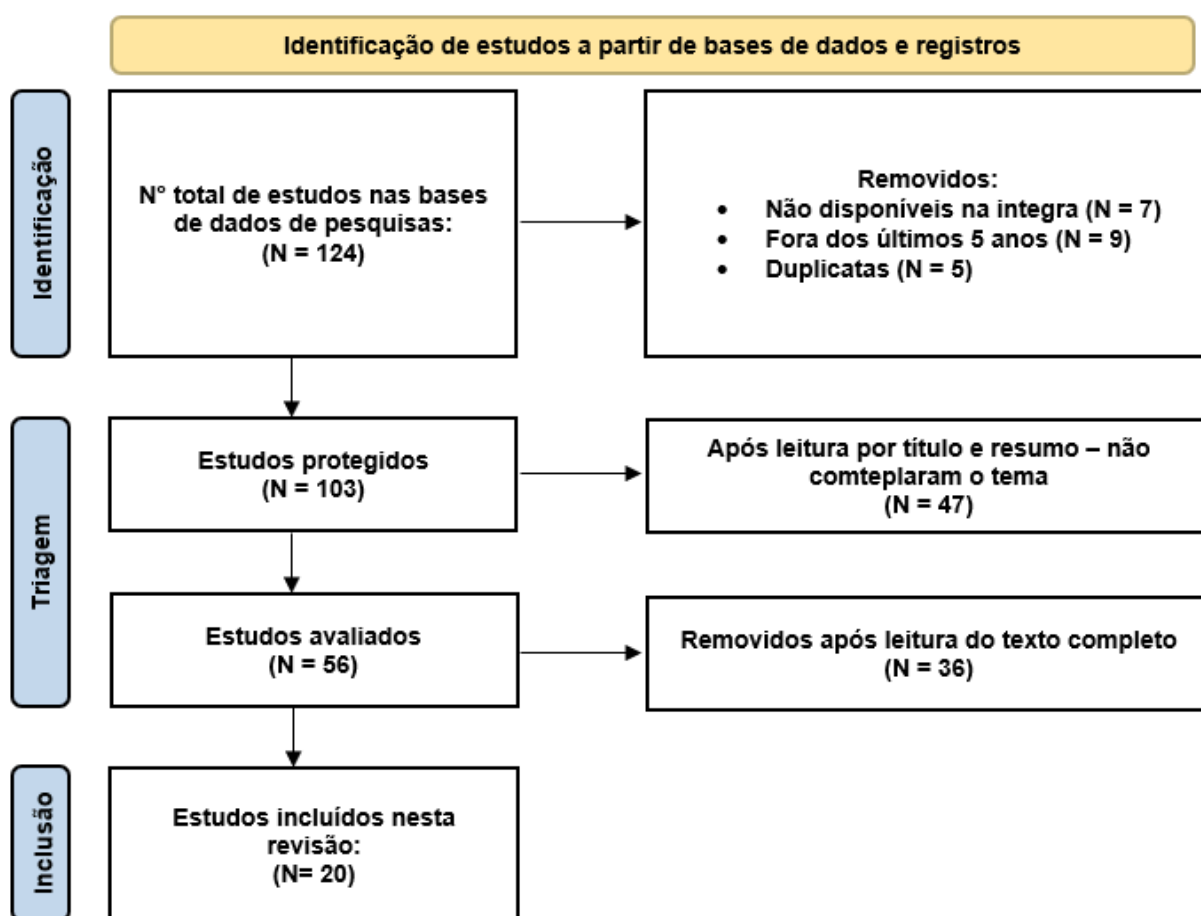 Identificação de estudos a partir de bases de dados e registros
Identificação
N° total de estudos nas bases
de dados de pesquisas:
(N = 124)
Removidos:
• Não disponíveis na integra (N = 7)
• Fora dos últimos 5 anos (N = 9)
• Duplicatas (N = 5)
Triagem
Estudos protegidos
(N = 103)
Após leitura por título e resumo – não
comteplaram o tema
(N = 47)
Estudos avaliados
(N = 56)
Removidos após leitura do texto completo
(N = 36)
Inclusão
Estudos incluídos nesta
revisão:
(N= 20)